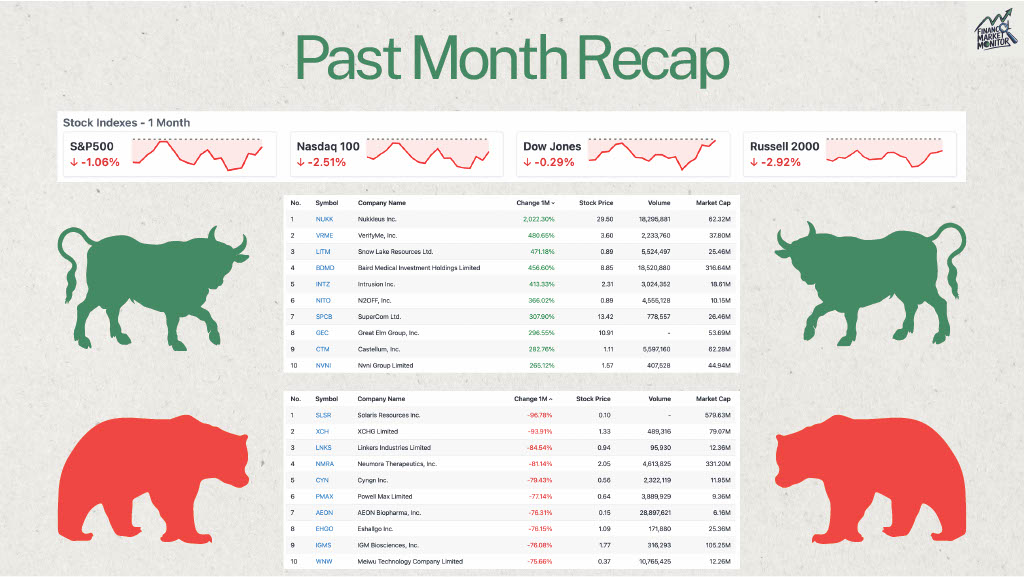 FINANCIAL
MARKET
MONITOR
Past Month Recap
Stock Indexes - 1 Month
S&P500
↓ -1.06%
Nasdaq 100
↓ -2.51%
Dow Jones
↓ -0.29%
Russell 2000
↓ -2.92%
No. Symbol Company Name Change 1M Stock Price Volume Market Cap
1 NUKK Nukkleus Inc. 2,022.30% 29.50 18,295,881 62.32M
2 VRME VerifyMe, Inc. 480.65% 3.60 2,233,760 37.80M
3 LITM Snow Lake Resources Ltd. 471.18% 0.89 5,524,497 25.46M
4 BDMD Baird Medical Investment Holdings Limited 456.60% 8.85 18,520,880 316.64M
5 INTZ Intrusion Inc. 413.33% 2.31 3,024,352 18.61M
6 NITO N2OFF, Inc. 366.02% 0.89 4,555,128 10.15M
7 SPCB SuperCom Ltd. 307.90% 13.42 778,557 26.46M
8 GEC Great Elm Group, Inc. 296.55% 10.91 - 53.69M
9 CTM Castellum, Inc. 282.76% 1.11 5,597,160 62.28M
10 NVNI Nvni Group Limited 265.12% 1.57 407,528 44.94M
No. Symbol Company Name Change 1M Stock Price Volume Market Cap
1 SLSR Solaris Resources Inc. -96.78% 0.10 - 579.63M
2 XCH XCHG Limited -93.91% 1.33 489,316 79.07M
3 LNKS Linkers Industries Limited -84.54% 0.94 95,930 12.36M
4 NMRA Neumora Therapeutics, Inc. -81.14% 2.05 4,613,825 331.20M
5 CYN Cyngn Inc. -79.43% 0.56 2,322,119 11.95M
6 PMAX Powell Max Limited -77.14% 0.64 3,889,929 9.36M
7 AEON AEON Biopharma, Inc. -76.31% 0.15 28,897,621 6.16M
8 EHGO Eshallgo Inc. -76.15% 1.09 171,880 25.36M
9 IGMS IGM Biosciences, Inc. -76.08% 1.77 316,293 105.25M
10 WNW Meiwu Technology Company Limited -75.66% 0.37 10,765,425 12.26M